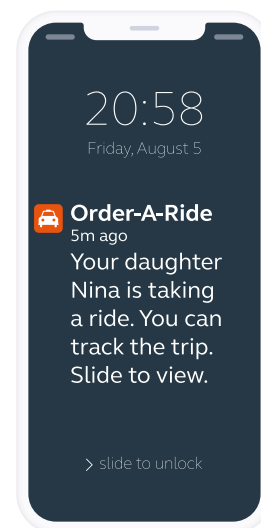 20:58
Friday, August 5
Order-A-Ride
5m ago
Your daughter
Nina is taking
a ride. You can
track the trip.
Slide to view.
slide to unlock